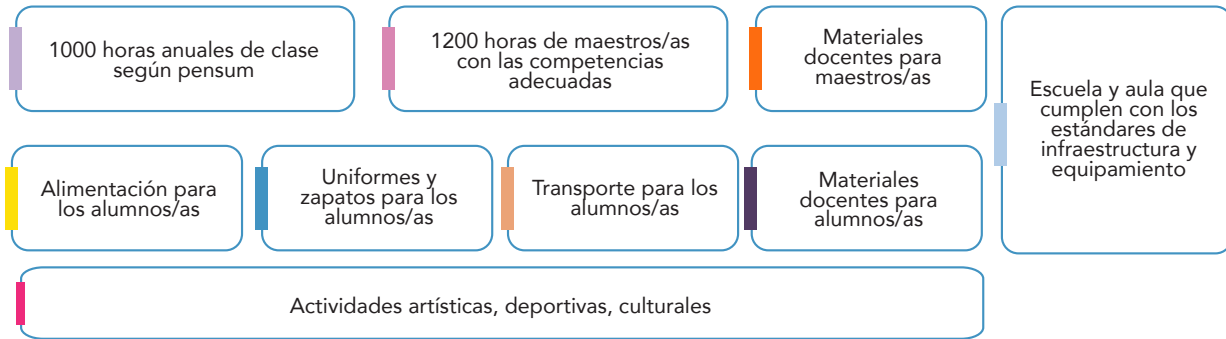 1000 horas anuales de clase
según pensum
1200 horas de maestros/as
con las competencias
adecuadas
Materiales
docentes para
maestros/as
Escuela y aula que
cumplen con los
estándares de
infraestructura y
equipamiento
Alimentación para
los alumnos/as
Uniformes y
zapatos para los
alumnos/as
Transporte para los
alumnos/as
Materiales
docentes para
alumnos/as
Actividades artísticas, deportivas, culturales